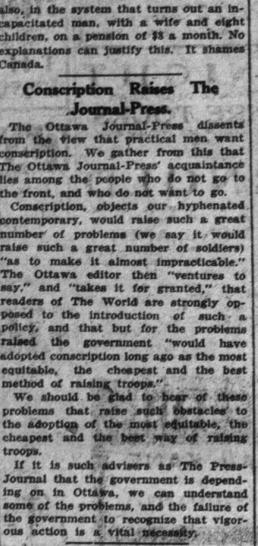 also, in the system that turns out an in-
capacitated man, with a wife and eight
children, on a pension of $8 a month. No
explanations can justify this. It shames
Canada.
Conscription Raises The
Journal-Press.
The Ottawa Journal-Press dissents
from the view that practical men want
conscription. We gather from this that
The Ottawa Journal-Press' acquaintance
lies among the people who do not go to
the front, and who do not want to go.
Conscription, objects our hyphenated
contemporary, would raise such a great
number of problems (we say it would
raise such a great number of soldiers)
"as to make it almost impracticable."
The Ottawa editor then "ventures to
say," and "takes it for granted," that
readers of The World are strongly op-
posed to the introduction of such a
policy, and that but for the problems
raised the government "would have
adopted conscription long ago as the most
equitable, the cheapest and the best
method of raising troops."
We should be glad to hear of these
problems that raise such obstacles to
the adoption of the most equitable, the
cheapest and the best way of raising
troops.
If it is such advisers as The Press-
Journal that the government is depend-
ing on in Ottawa, we can understand
some of the problems, and the failure of
the government to recognize that vigor-
ous action is a vital necessity.